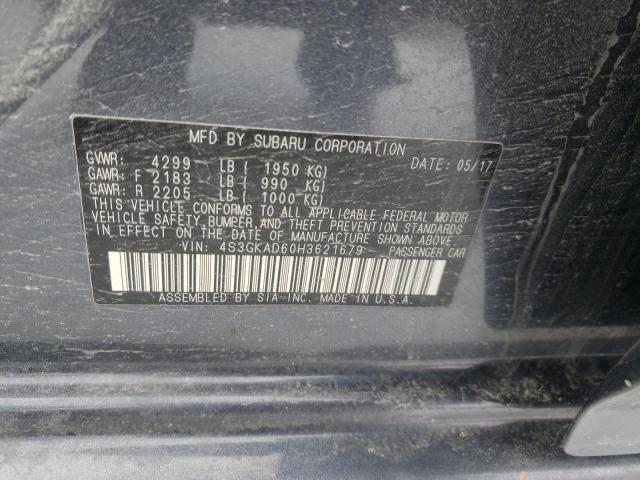 MFD BY SUBARU CORPORATION
GVWR: 4299 LB ( 1950 KG) DATE: 05/17
GAWR: F 2183 LB ( 990 KG)
GAWR: R 2205 LB ( 1000 KG)
THIS VEHICLE CONFORMS TO ALL APPLICABLE FEDERAL MOTOR
VEHICLE SAFETY, BUMPER, AND THEFT PREVENTION STANDARDS
IN EFFECT ON THE DATE OF MANUFACTURE SHOWN ABOVE.
VIN: 4S3GKAD60H3621679 PASSENGER CAR
ASSEMBLED BY SIA INC. MADE IN U.S.A.